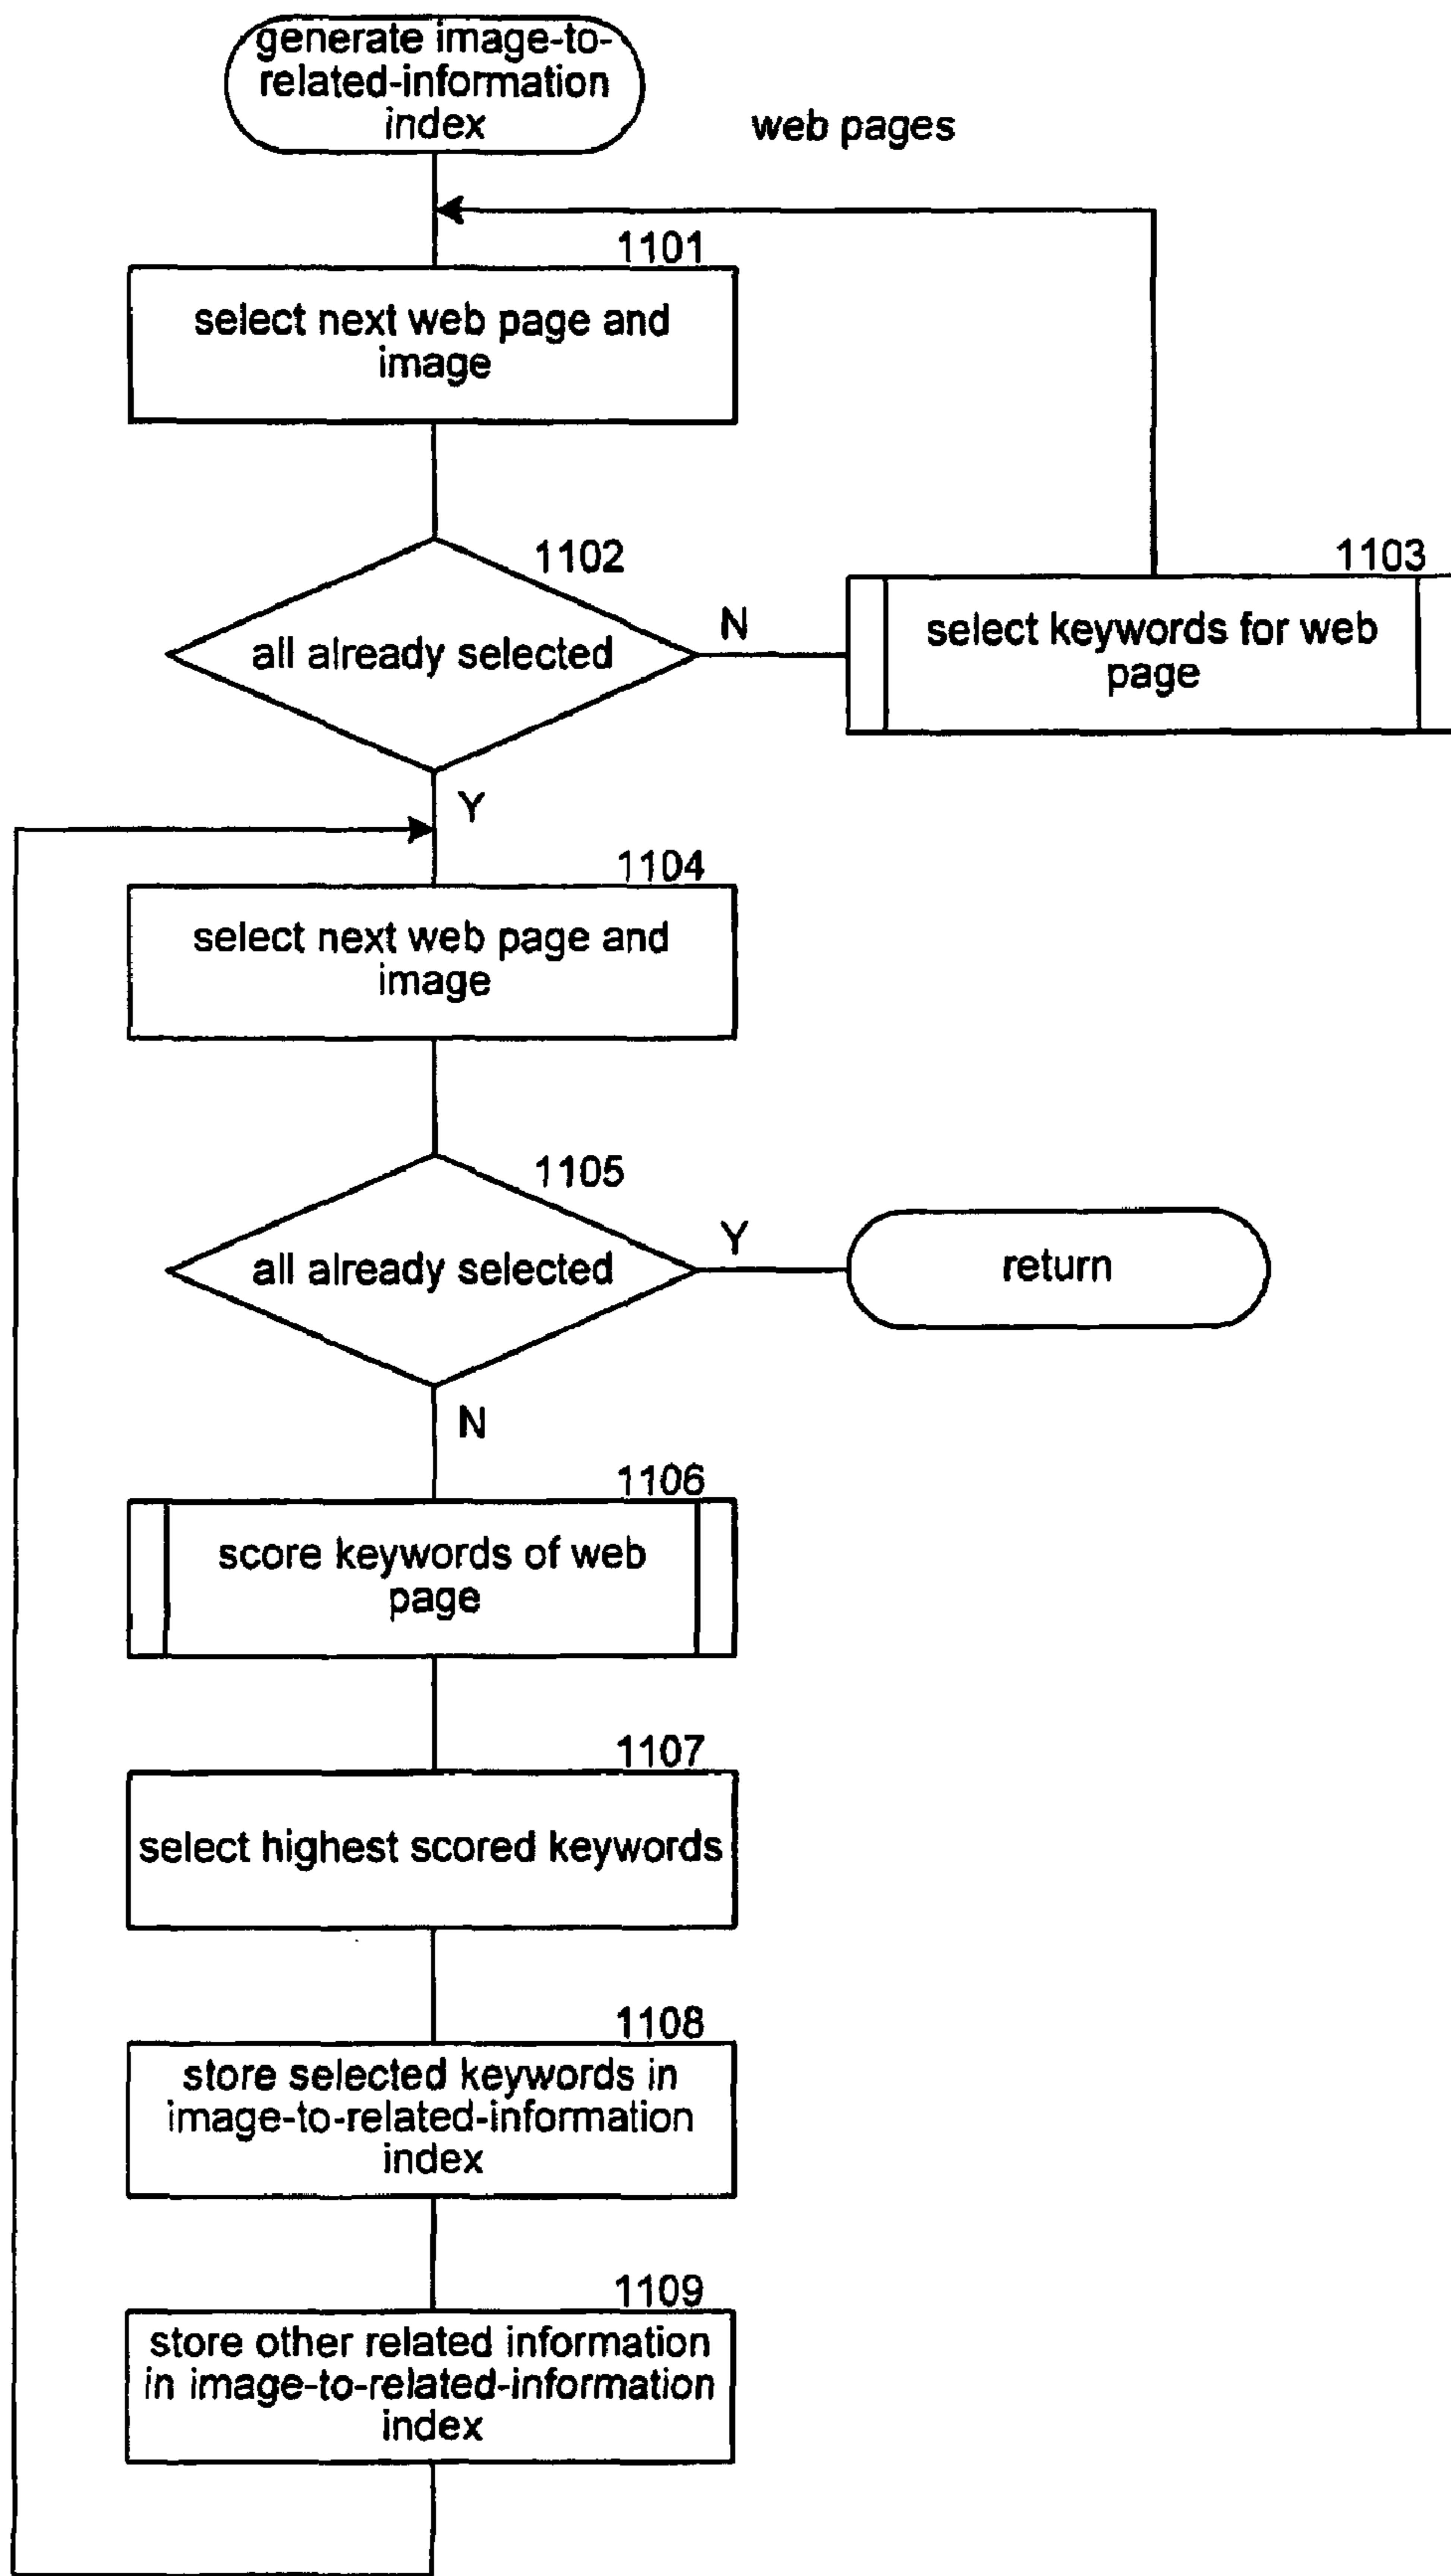 generate image-to-
related-information
index
web pages
1101
select next web page and
image
1102
all already selected
N
1103
select keywords for web
page
Y
1104
select next web page and
image
1105
all already selected
Y
return
N
1106
score keywords of web
page
1107
select highest scored keywords
1108
store selected keywords in
image-to-related-information
index
1109
store other related information
in image-to-related-information
index